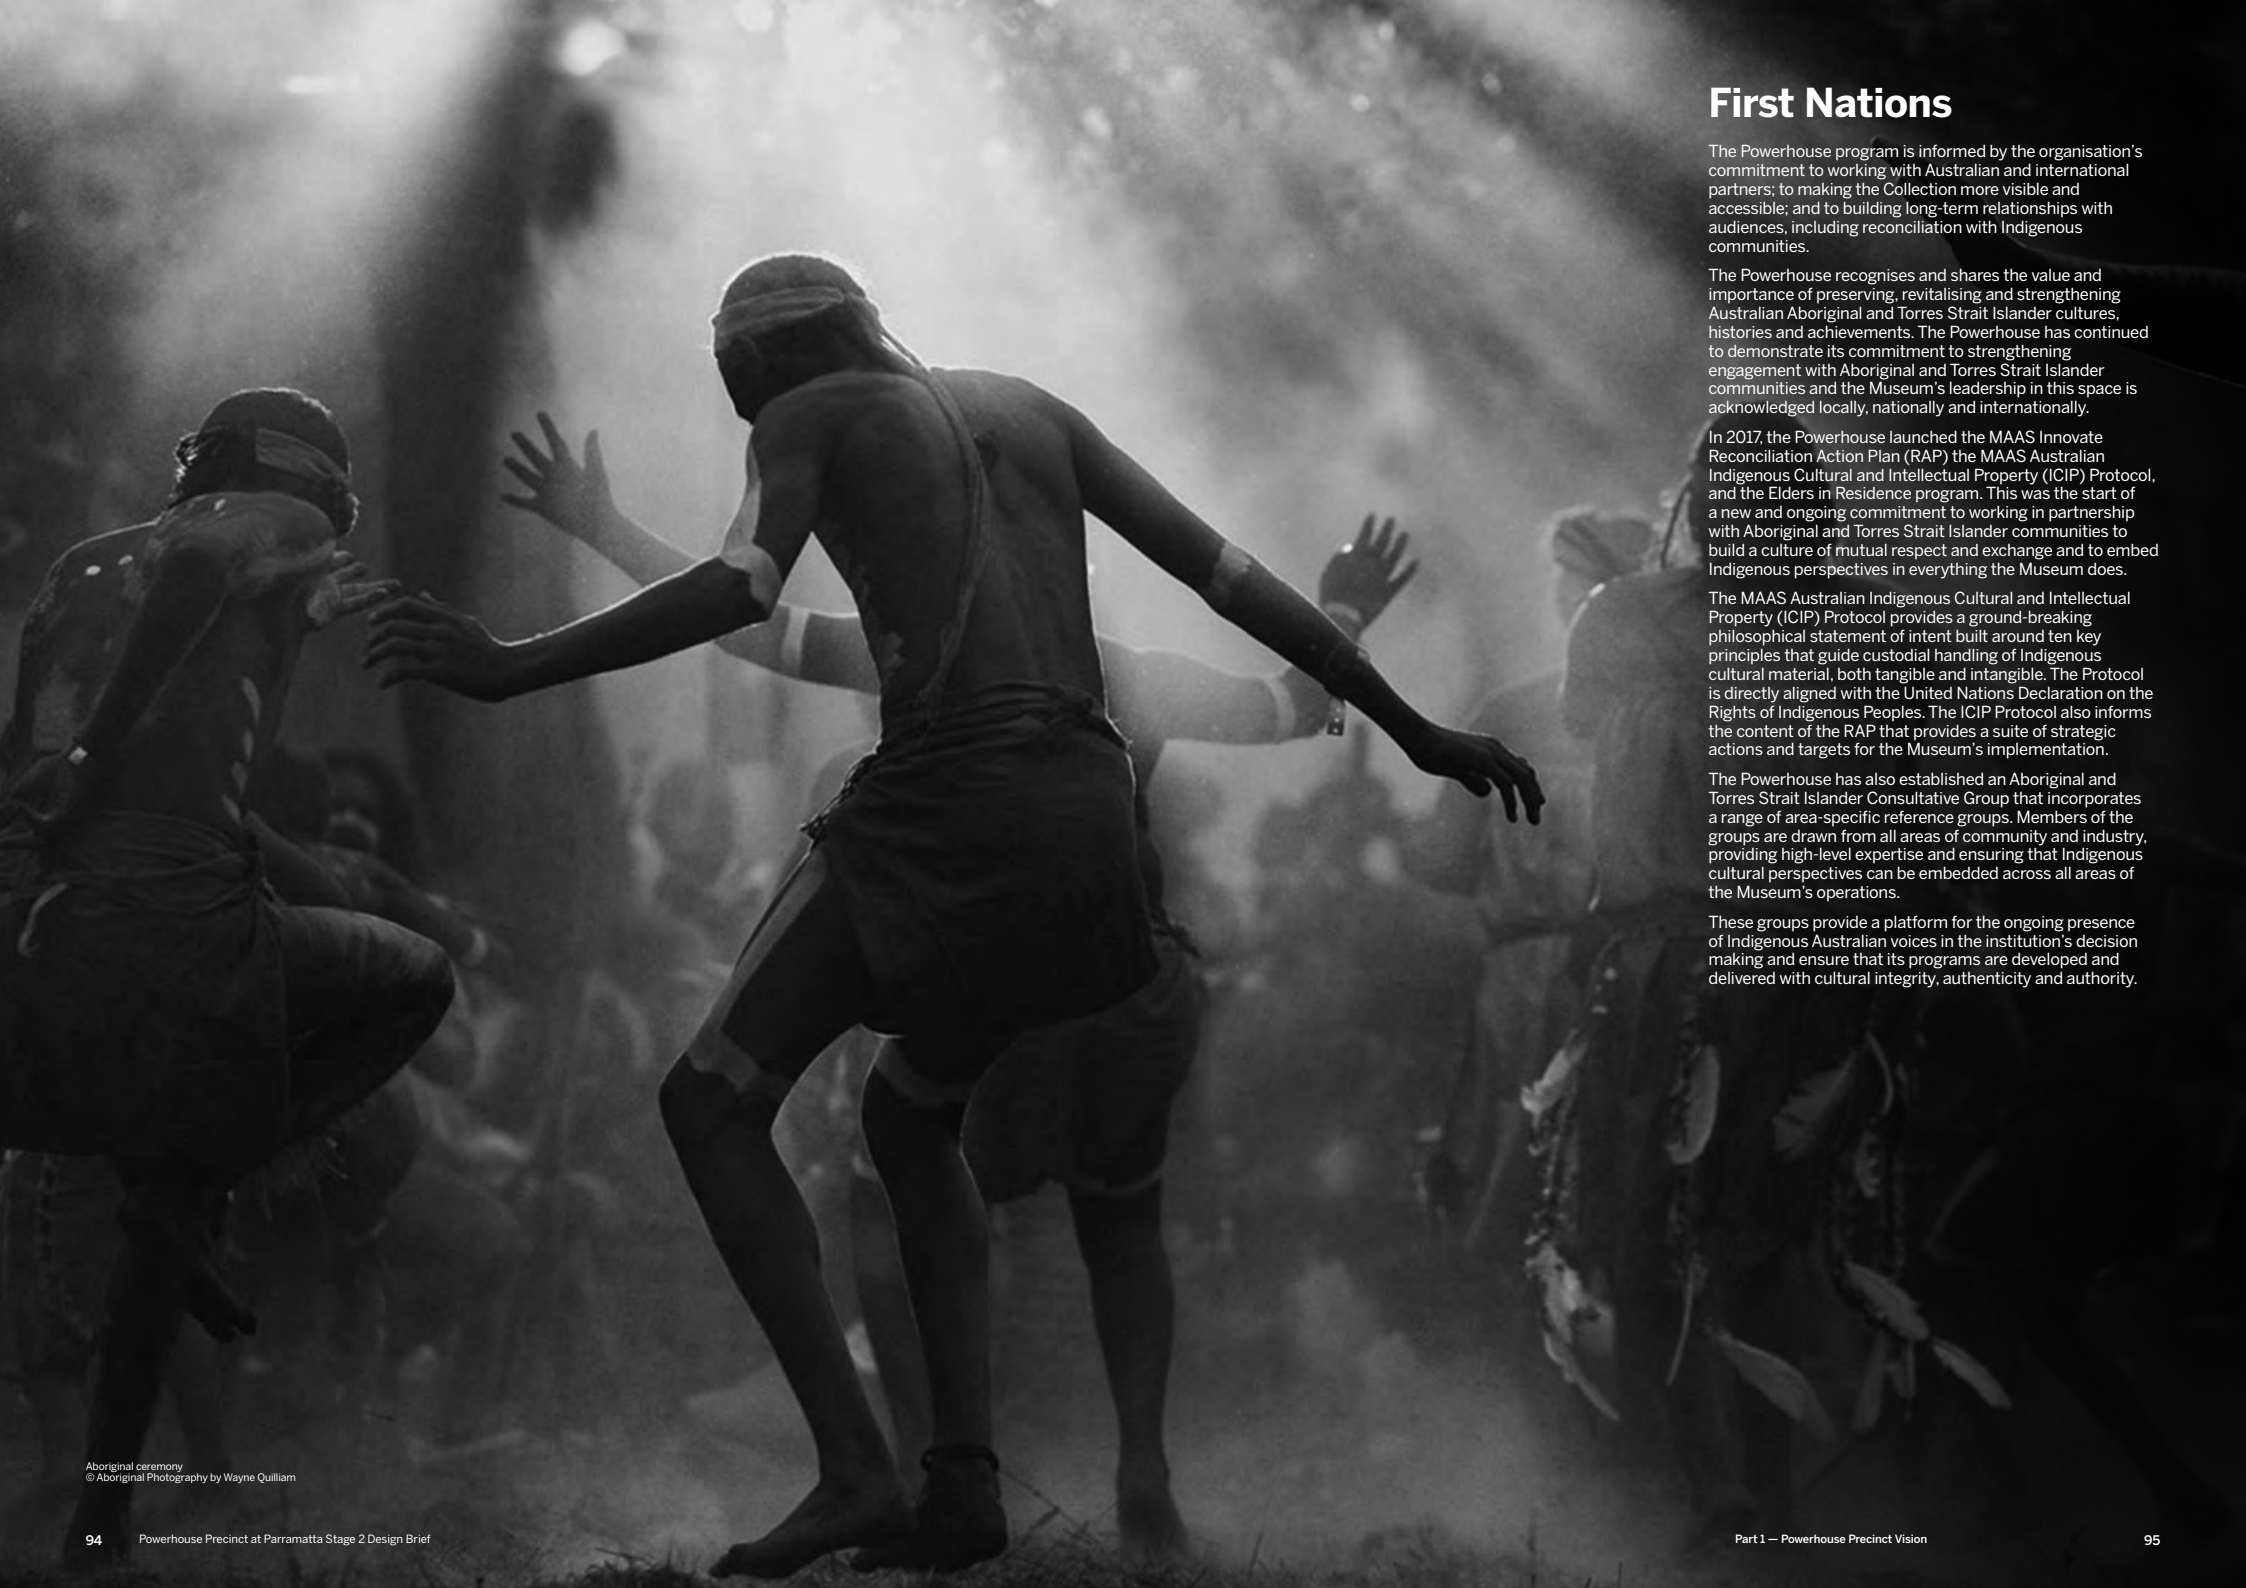 First Nations
The Powerhouse program is informed by the organisation's
commitment to working with Australian and international
partners; to making the Collection more visible and
accessible; and to building long-term relationships with
audiences, including reconciliation with Indigenous
communities.
The Powerhouse recognises and shares the value and
importance of preserving, revitalising and strengthening
Australian Aboriginal and Torres Strait Islander cultures,
histories and achievements. The Powerhouse has continued
to demonstrate its commitment to strengthening
engagement with Aboriginal and Torres Strait Islander
communities and the Museum's leadership in this space is
acknowledged locally, nationally and internationally.
In 2017, the Powerhouse launched the MAAS Innovate
Reconciliation Action Plan (RAP) the MAAS Australian
Indigenous Cultural and Intellectual Property (ICIP) Protocol,
and the Elders in Residence program. This was the start of
a new and ongoing commitment to working in partnership
with Aboriginal and Torres Strait Islander communities to
build a culture of mutual respect and exchange and to embed
Indigenous perspectives in everything the Museum does.
The MAAS Australian Indigenous Cultural and Intellectual
Property (ICIP) Protocol provides a ground-breaking
philosophical statement of intent built around ten key
principles that guide custodial handling of Indigenous
cultural material, both tangible and intangible. The Protocol
is directly aligned with the United Nations Declaration on the
Rights of Indigenous Peoples. The ICIP Protocol also informs
the content of the RAP that provides a suite of strategic
actions and targets for the Museum's implementation.
The Powerhouse has also established an Aboriginal and
Torres Strait Islander Consultative Group that incorporates
a range of area-specific reference groups. Members of the
groups are drawn from all areas of community and industry,
providing high-level expertise and ensuring that Indigenous
cultural perspectives can be embedded across all areas of
the Museum's operations.
These groups provide a platform for the ongoing presence
of Indigenous Australian voices in the institution's decision
making and ensure that its programs are developed and
delivered with cultural integrity, authenticity and authority.
Aboriginal ceremony
© Aboriginal Photography by Wayne Quilliam
94 Powerhouse Precinct at Parramatta Stage 2 Design Brief
Part 1 — Powerhouse Precinct Vision 95